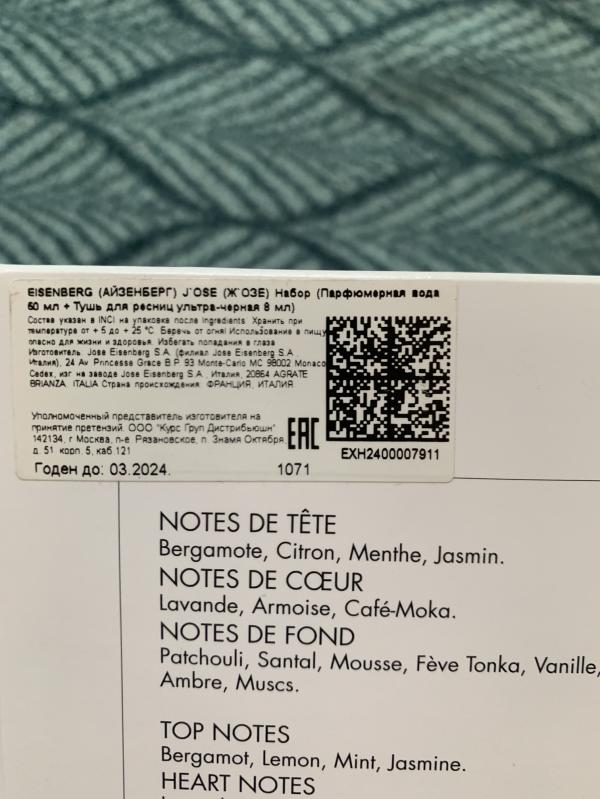 EISENBERG (АЙЗЕНБЕРГ) J`OSE (Ж`ОЗЕ) Набор (Парфюмерная вода
50 мл + Тушь для ресниц ультра-черная 8 мл)
Состав указан в INCI на упаковке после Ingredients. Хранить при
температуре от + 5 до + 25 °C. Беречь от огня! Использование в пищу
опасно для жизни и здоровья. Избегать попадания в глаза
Изготовитель: Jose Eisenberg S.A. (филиал Jose Eisenberg S.A.
Италия), 24 Av Princesse Grace B.P. 93 Monte-Carlo MC 98002 Monaco
Cedex, изг на заводе Jose Eisenberg S.A., Италия, 20864 AGRATE
BRIANZA, ITALIA Страна происхождения: ФРАНЦИЯ, ИТАЛИЯ
Уполномоченный представитель изготовителя на
принятие претензий: ООО "Курс Груп Дистрибьюшн"
142134, г Москва, п-е Рязановское, п. Знамя Октября,
д. 51 корп. 5, каб 121
EAC
EXH2400007911
Годен до: 03.2024. 1071
NOTES DE TÊTE
Bergamote, Citron, Menthe, Jasmin.
NOTES DE CŒUR
Lavande, Armoise, Café-Moka.
NOTES DE FOND
Patchouli, Santal, Mousse, Fève Tonka, Vanille,
Ambre, Muscs.
TOP NOTES
Bergamot, Lemon, Mint, Jasmine.
HEART NOTES